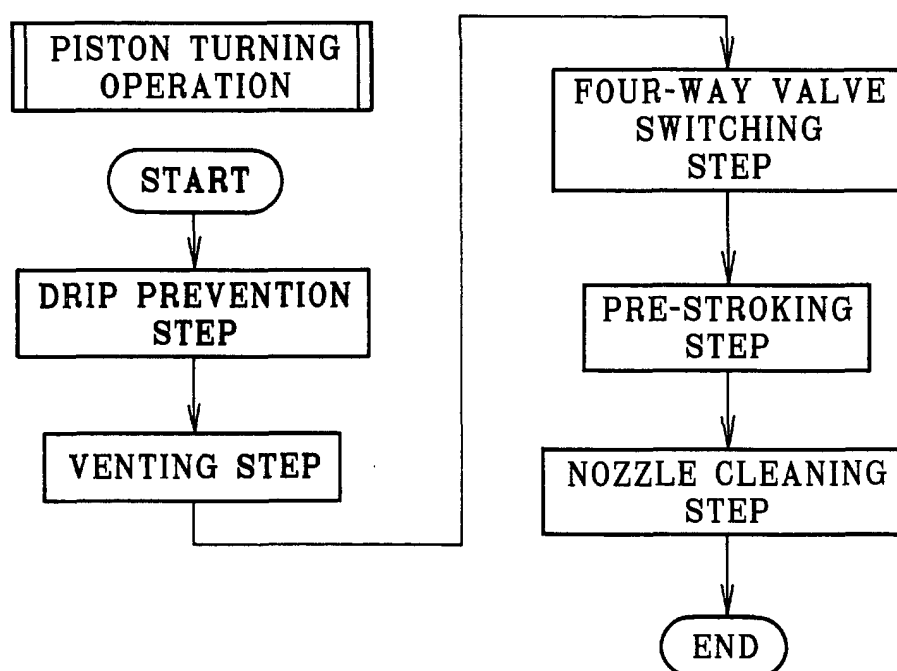 PISTON TURNING
OPERATION
START
DRIP PREVENTION
STEP
VENTING STEP
FOUR-WAY VALVE
SWITCHING
STEP
PRE-STROKING
STEP
NOZZLE CLEANING
STEP
END